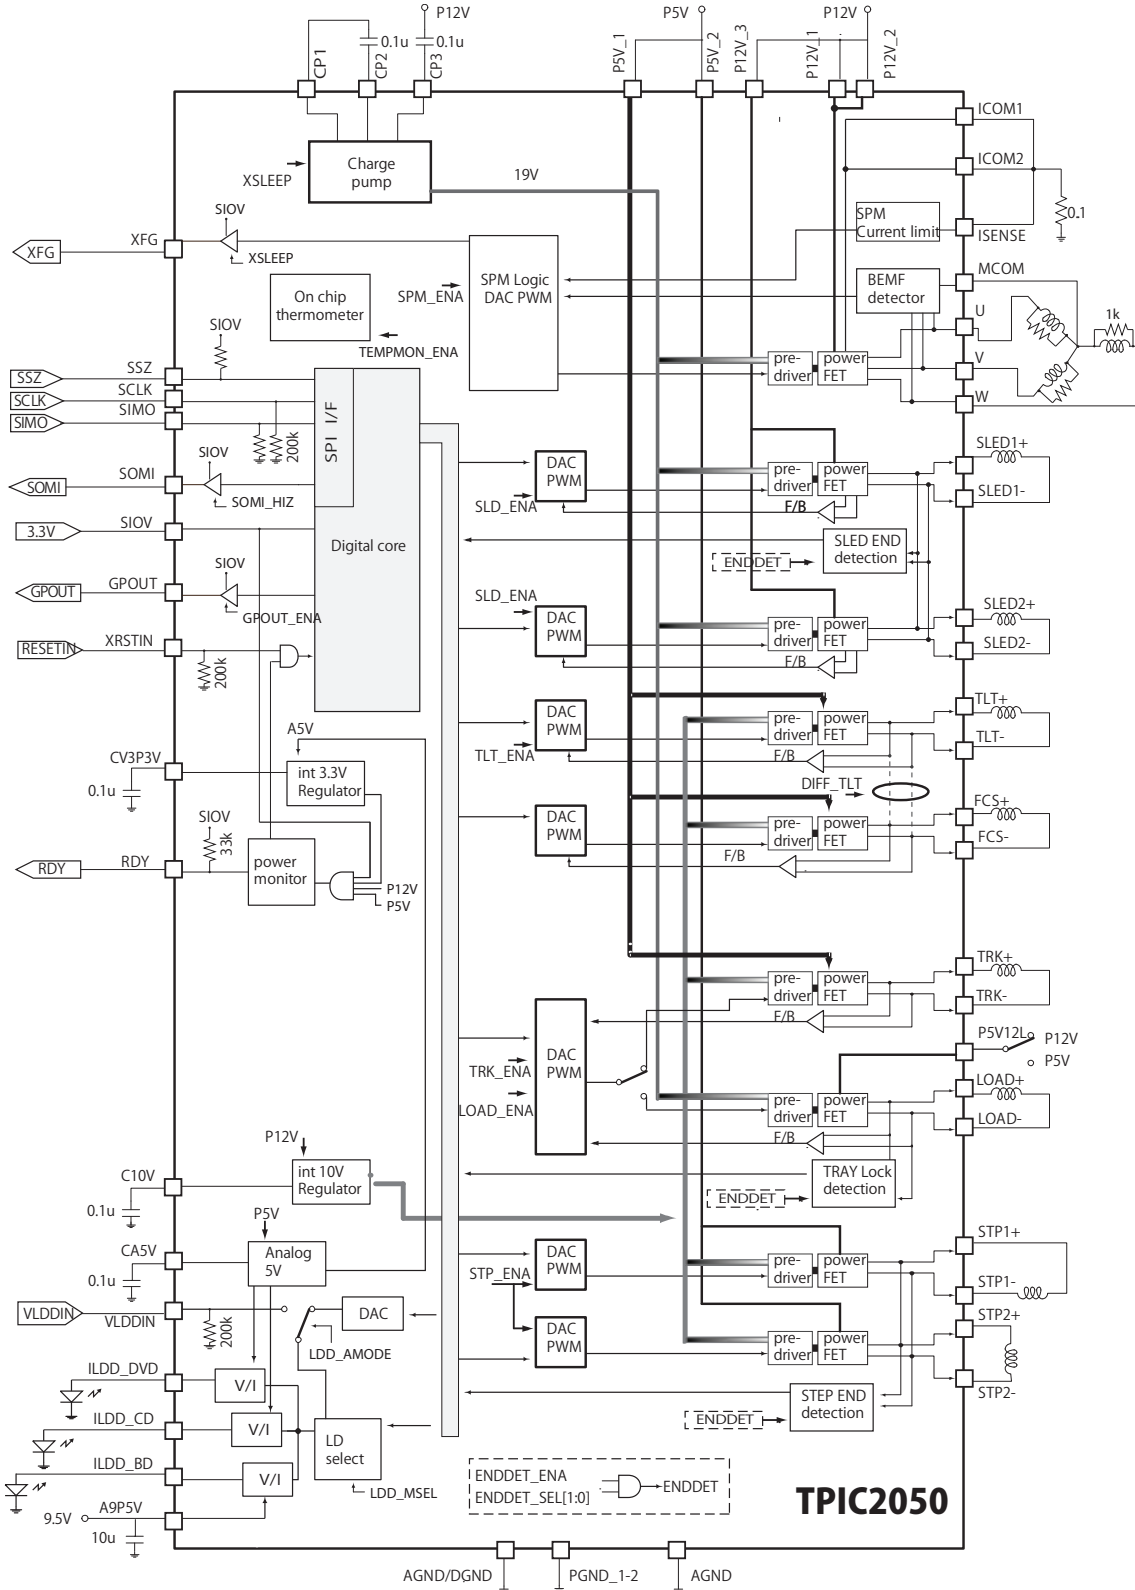 P12V
P5V
P12V
0.1u
0.1u
CP1
CP2
CP3
P5V_1
P5V_2
P12V_3
P12V_1
P12V_2
ICOM1
Charge
pump
XSLEEP
19V
ICOM2
SIOV
XFG
XFG
XSLEEP
SPM
Current limit
0.1
ISENSE
MCOM
SPM Logic
DAC PWM
SPM_ENA
BEMF
detector
On chip
thermometer
TEMPMON_ENA
U
1k
V
W
SIOV
pre-
driver
power
FET
SSZ
SSZ
SCLK
SCLK
SIMO
SIMO
200k
SPI I/F
SIOV
SOMI
SOMI
SOMI_HIZ
DAC
PWM
SLD_ENA
pre-
driver
power
FET
F/B
SLED1+
SLED1-
3.3V
SIOV
Digital core
SLED END
detection
ENDDET
SIOV
GPOUT
GPOUT
GPOUT_ENA
SLD_ENA
DAC
PWM
pre-
driver
power
FET
F/B
SLED2+
SLED2-
RESETIN
XRSTIN
200k
DAC
PWM
TLT_ENA
pre-
driver
power
FET
F/B
TLT+
TLT-
A5V
CV3P3V
0.1u
int 3.3V
Regulator
DIFF_TLT
DAC
PWM
pre-
driver
power
FET
F/B
FCS+
FCS-
SIOV
33k
RDY
RDY
power
monitor
P12V
P5V
pre-
driver
power
FET
F/B
TRK+
TRK-
DAC
PWM
TRK_ENA
LOAD_ENA
P5V12L
P12V
P5V
pre-
driver
power
FET
F/B
LOAD+
LOAD-
P12V
C10V
0.1u
int 10V
Regulator
TRAY Lock
detection
ENDDET
P5V
CA5V
0.1u
Analog
5V
DAC
PWM
STP_ENA
pre-
driver
power
FET
STP1+
STP1-
VLDDIN
VLDDIN
200k
DAC
LDD_AMODE
DAC
PWM
pre-
driver
power
FET
STP2+
STP2-
ILDD_DVD
V/I
STEP END
detection
ENDDET
ILDD_CD
V/I
LD
select
LDD_MSEL
ILDD_BD
V/I
9.5V
A9P5V
10u
ENDDET_ENA
ENDDET_SEL[1:0]
ENDDET
TPIC2050
AGND/DGND
PGND_1-2
AGND